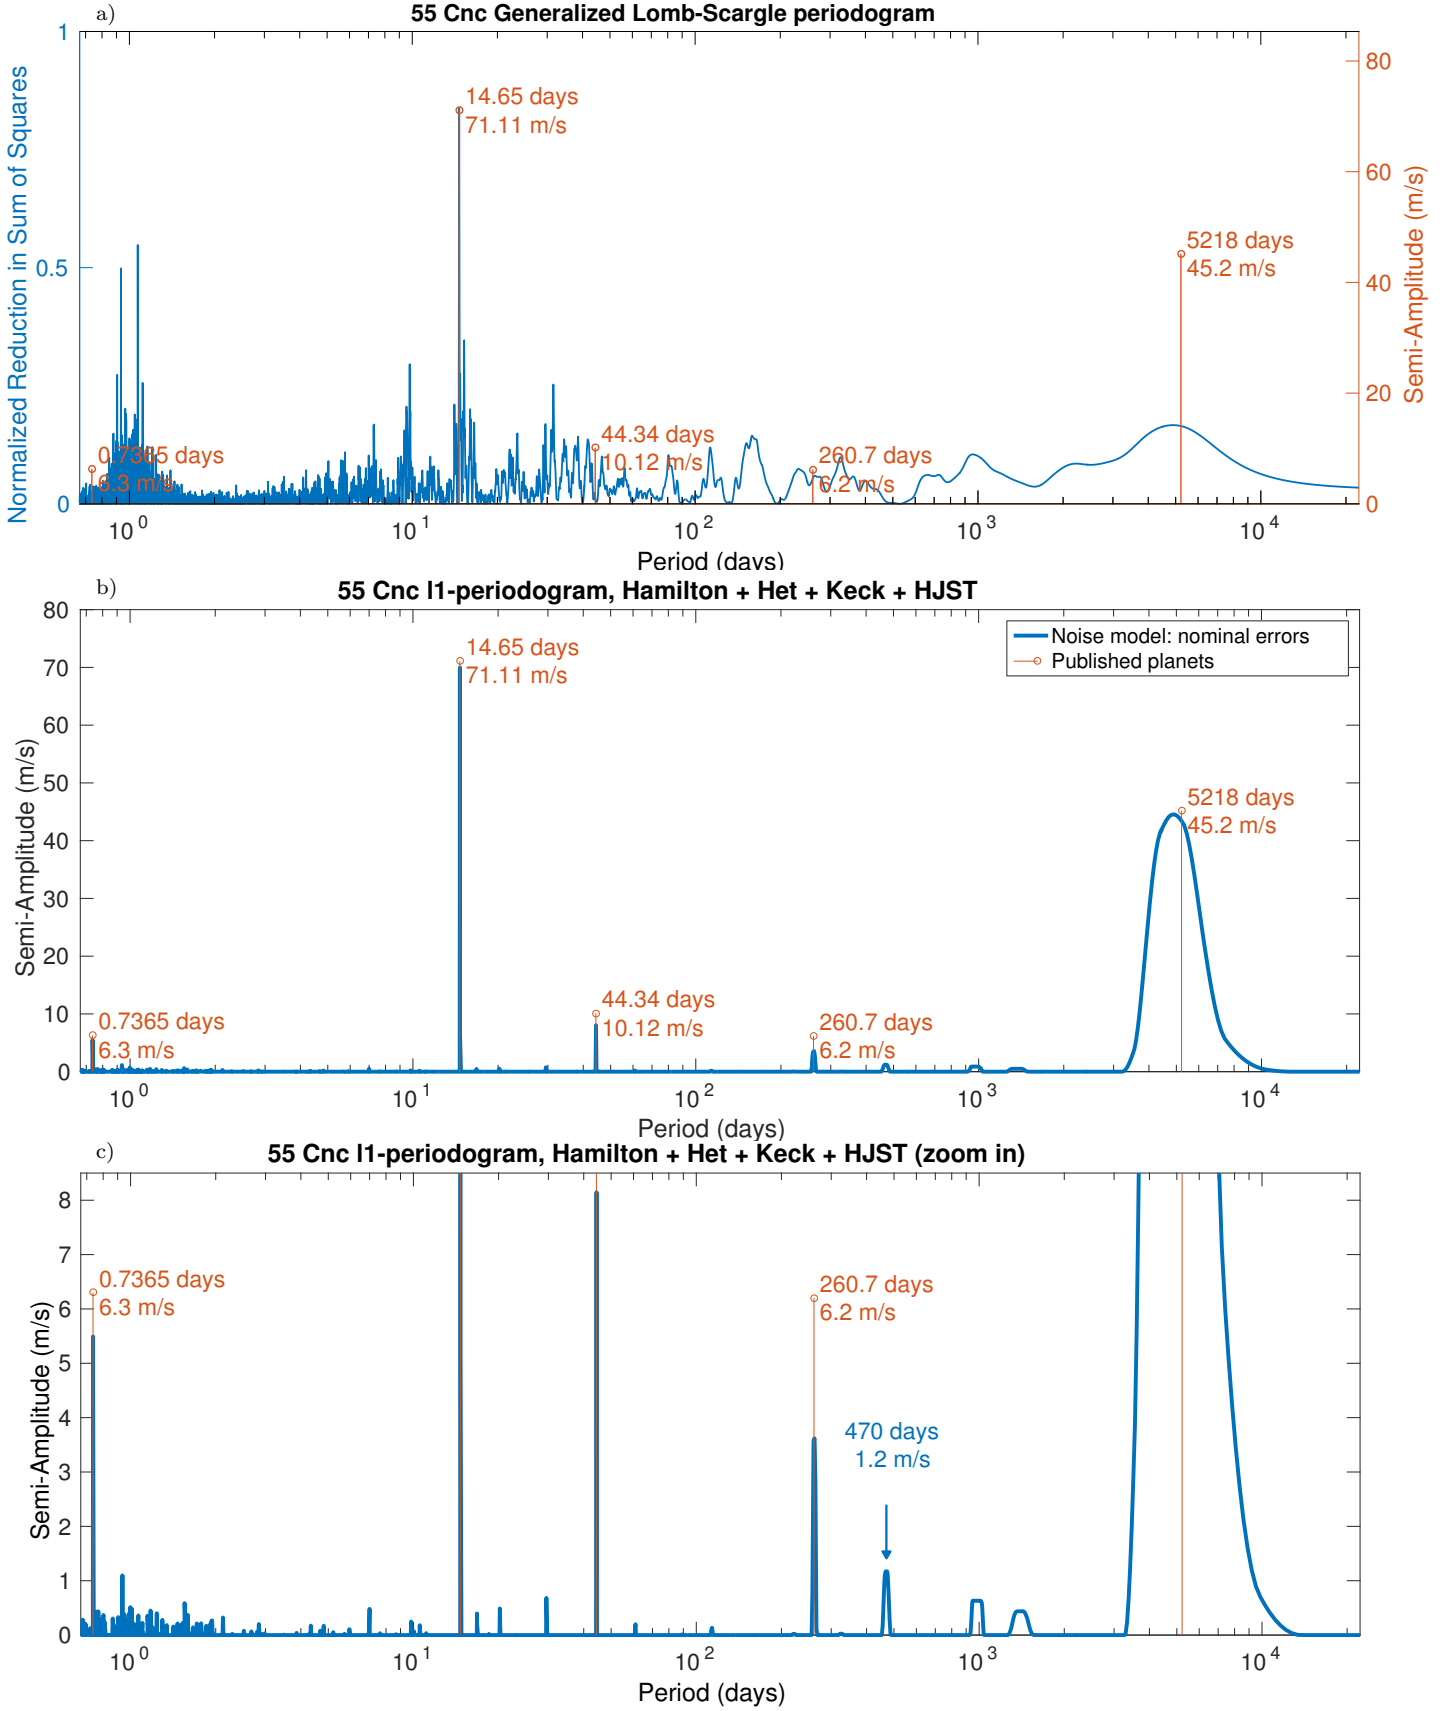 a)
55 Cnc Generalized Lomb-Scargle periodogram
Normalized Reduction in Sum of Squares
Semi-Amplitude (m/s)
1
0.5
0
80
60
40
20
0
14.65 days
71.11 m/s
5218 days
45.2 m/s
0.7365 days
6.3 m/s
44.34 days
10.12 m/s
260.7 days
6.2 m/s
10^0 10^1 10^2 10^3 10^4
Period (days)
b)
55 Cnc l1-periodogram, Hamilton + Het + Keck + HJST
Semi-Amplitude (m/s)
80
70
60
50
40
30
20
10
0
Noise model: nominal errors
Published planets
14.65 days
71.11 m/s
5218 days
45.2 m/s
0.7365 days
6.3 m/s
44.34 days
10.12 m/s
260.7 days
6.2 m/s
10^0 10^1 10^2 10^3 10^4
Period (days)
c)
55 Cnc l1-periodogram, Hamilton + Het + Keck + HJST (zoom in)
Semi-Amplitude (m/s)
8
7
6
5
4
3
2
1
0
0.7365 days
6.3 m/s
260.7 days
6.2 m/s
470 days
1.2 m/s
10^0 10^1 10^2 10^3 10^4
Period (days)